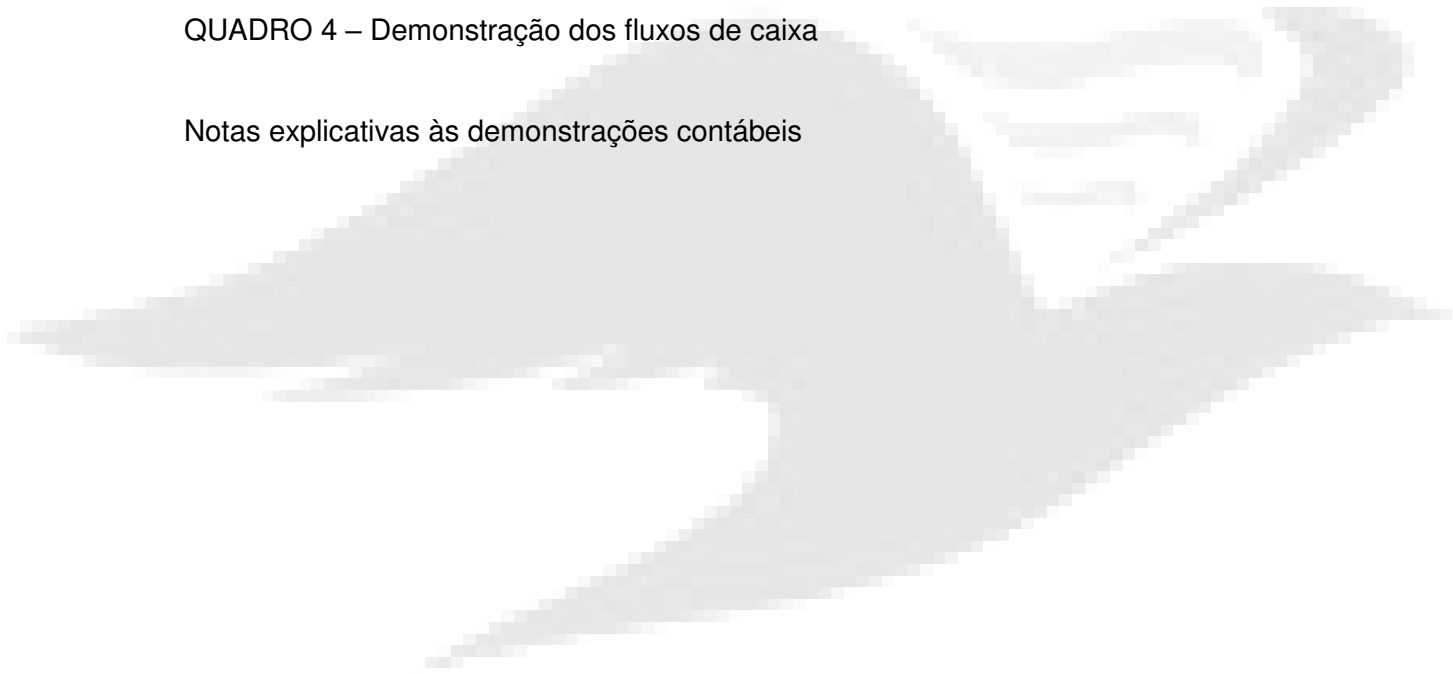 QUADRO 4 – Demonstração dos fluxos de caixa
Notas explicativas às demonstrações contábeis